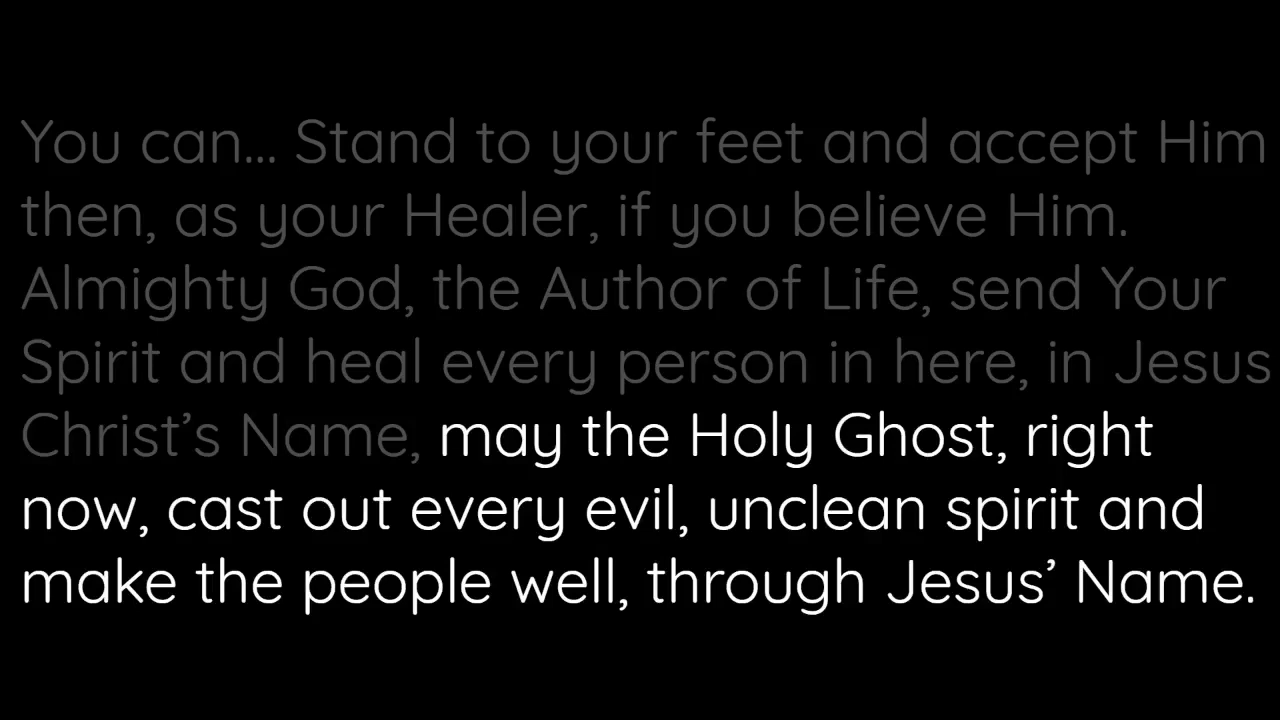 You can... Stand to your feet and accept Him
then, as your Healer, if you believe Him.
Almighty God, the Author of Life, send Your
Spirit and heal every person in here, in Jesus
Christ’s Name, may the Holy Ghost, right
now, cast out every evil, unclean spirit and
make the people well, through Jesus’ Name.